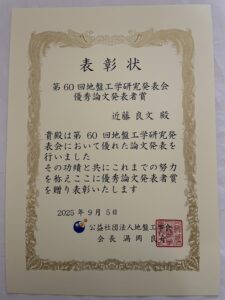 表彰状
第60回地盤工学研究発表会
優秀論文発表者賞
近藤 良文 殿
貴殿は第60回地盤工学研究発
表会において優れた論文発表を
行いました
その功績と共にこれまでの努力
を称えここに優秀論文発表者賞
を贈り表彰いたします
2025年9月5日
公益社団法人地盤工学会
会長 渦岡 良介